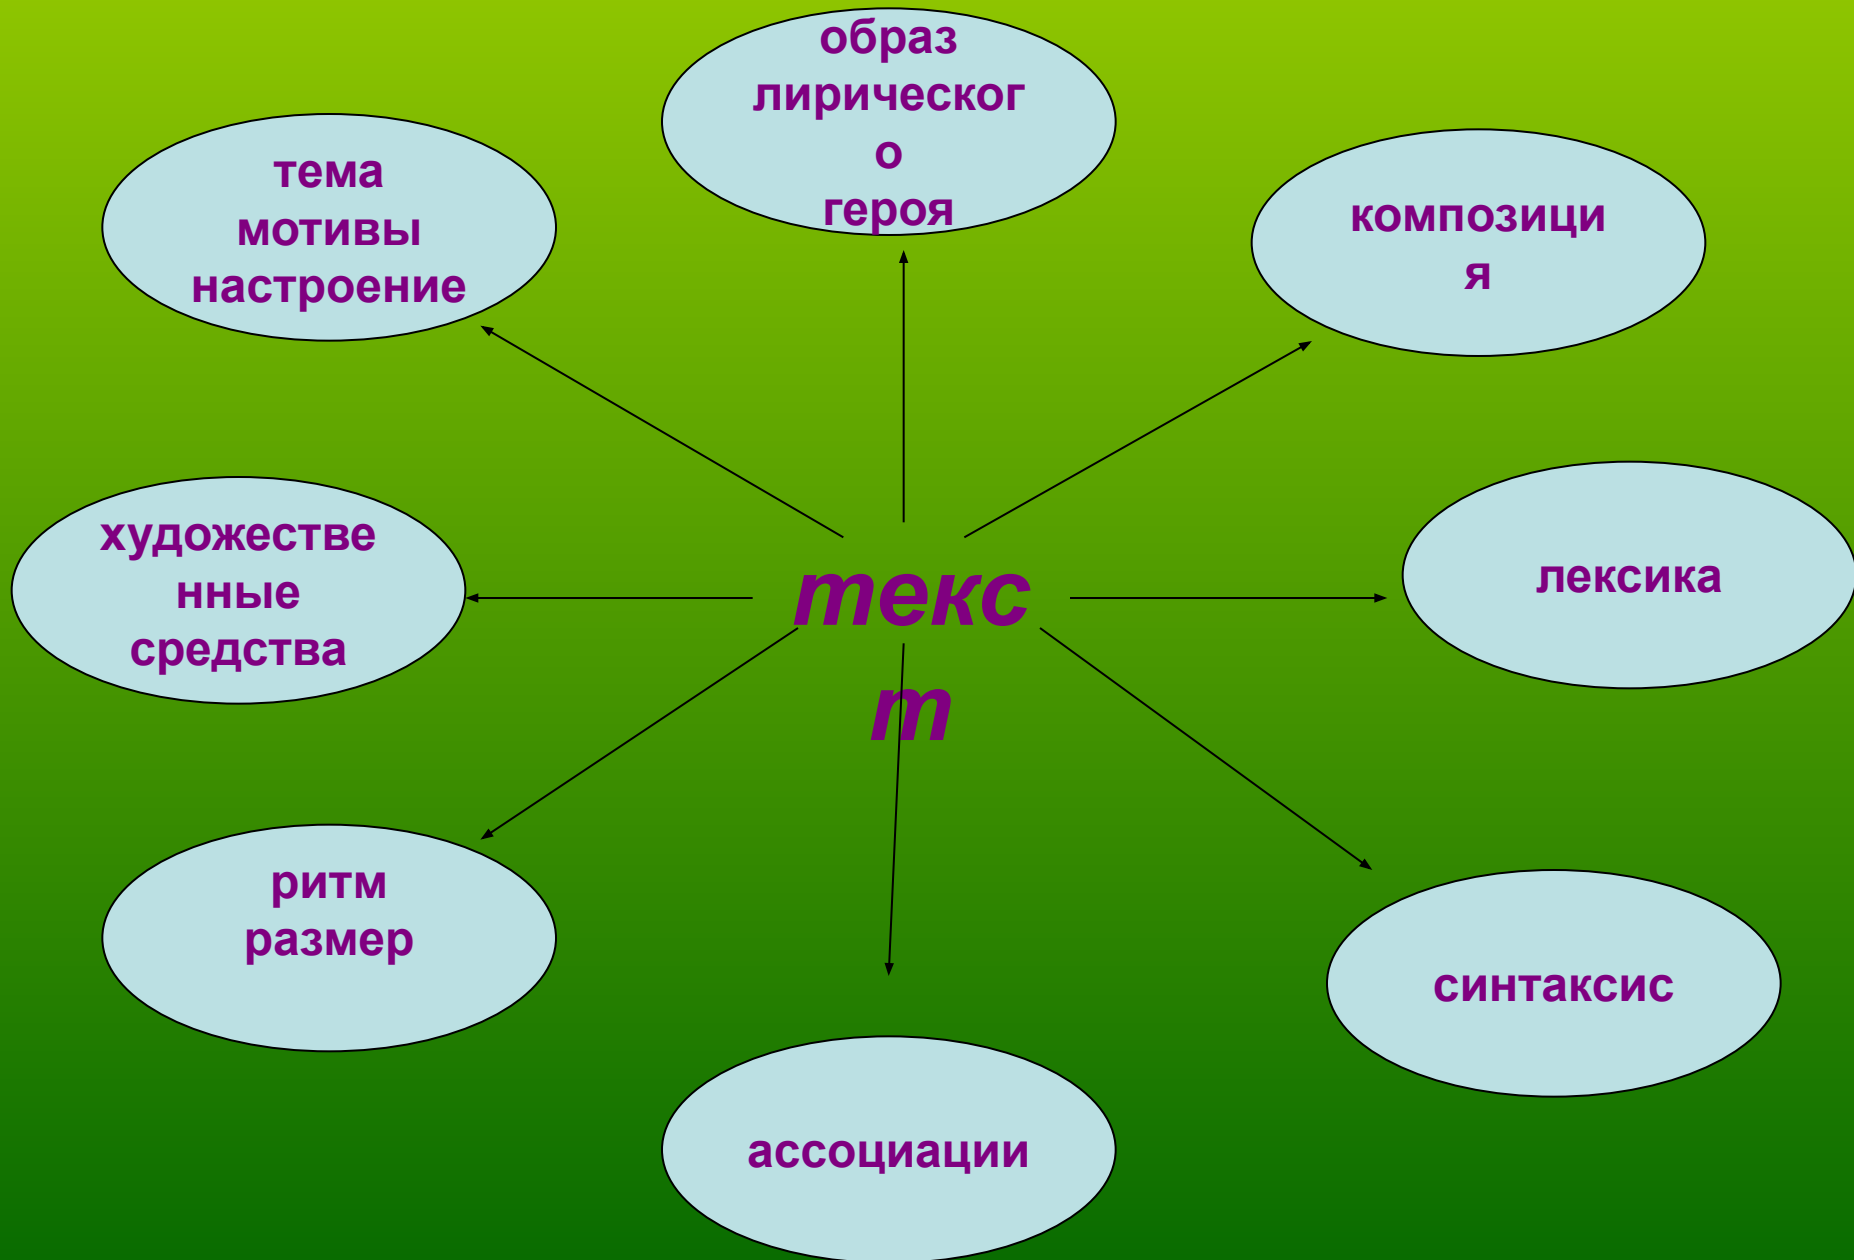 образ
лирическог
о
героя
тема
мотивы
настроение
композици
я
художестве
нные
средства
текс
т
лексика
ритм
размер
синтаксис
ассоциации